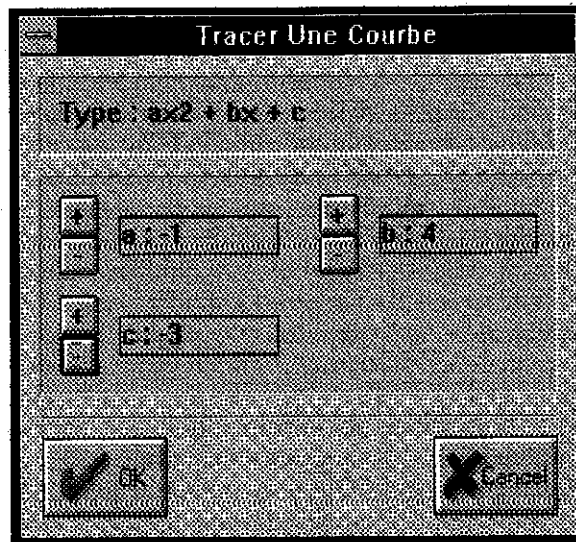 Tracer Une Courbe
Type : ax2 + bx + c
+ a : -1 + b : 4
- -
+ c : -3
-
OK Cancel